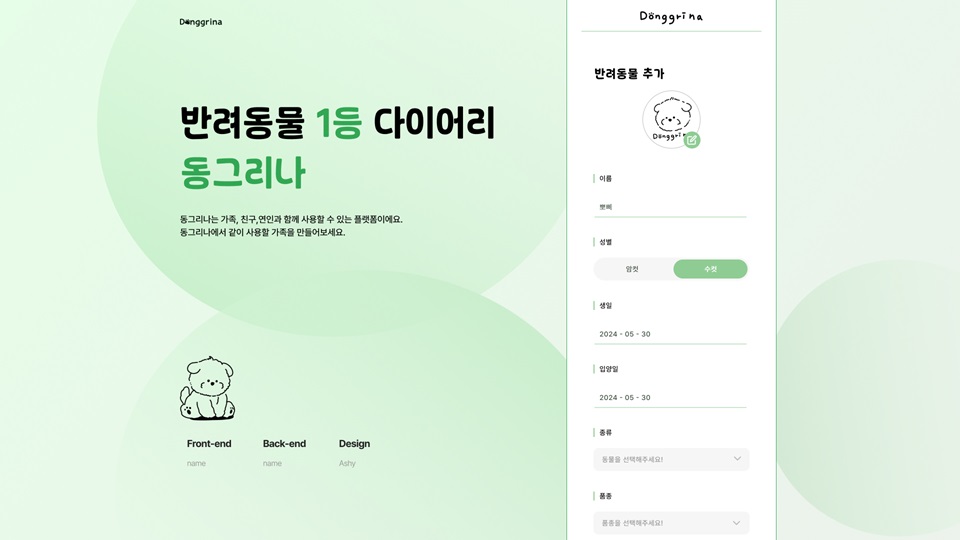 Donggrina
반려동물 1등 다이어리
동그리나
동그리나는 가족, 친구,연인과 함께 사용할 수 있는 플랫폼이에요.
동그리나에서 같이 사용할 가족을 만들어보세요.
Front-end Back-end Design
name name Ashy
Donggrina
반려동물 추가
Donggrina
이름
뽀삐
성별
암컷 수컷
생일
2024 - 05 - 30
입양일
2024 - 05 - 30
종류
동물을 선택해주세요!
품종
품종을 선택해주세요!